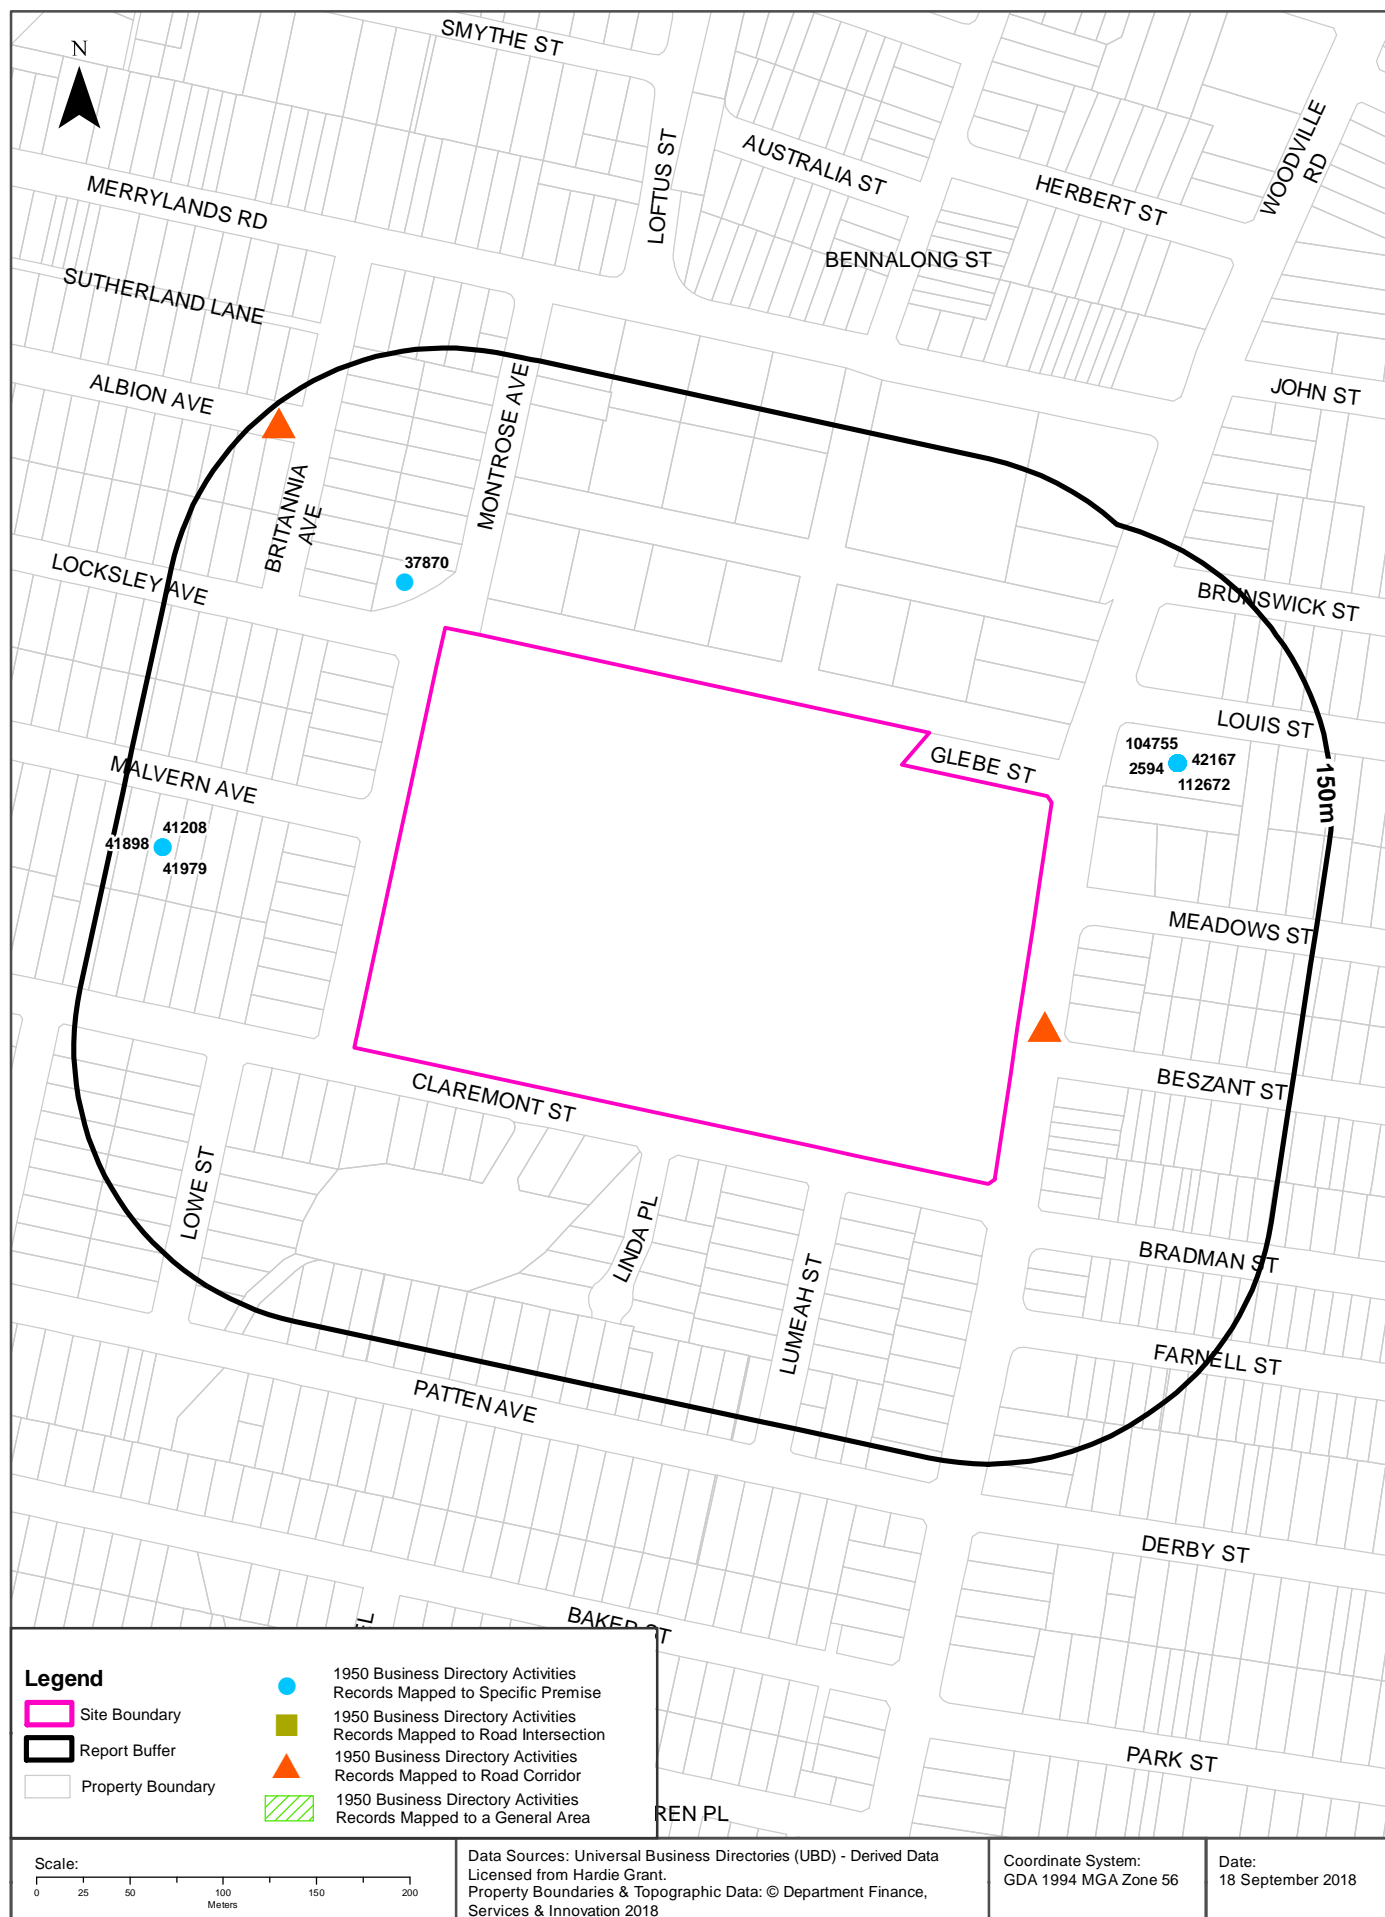 SMYTHE ST
N
WOODVILLE
RD
LOFTUS ST
AUSTRALIA ST
MERRYLANDS RD
HERBERT ST
BENNALONG ST
SUTHERLAND LANE
ALBION AVE
JOHN ST
MONTROSE AVE
BRITANNIA
AVE
37870
LOCKSLEY AVE
BRUNSWICK ST
LOUIS ST
104755
42167
2594
112672
GLEBE ST
150m
MALVERN AVE
41208
41898
41979
MEADOWS ST
BESZANT ST
CLAREMONT ST
LOWE ST
LINDA PL
LUMEAH ST
BRADMAN ST
FARNELL ST
PATTEN AVE
DERBY ST
BAKER ST
EL
PARK ST
REN PL
Legend
Site Boundary
Report Buffer
Property Boundary
1950 Business Directory Activities
Records Mapped to Specific Premise
1950 Business Directory Activities
Records Mapped to Road Intersection
1950 Business Directory Activities
Records Mapped to Road Corridor
1950 Business Directory Activities
Records Mapped to a General Area
Scale:
0 25 50 100 150 200
Meters
Data Sources: Universal Business Directories (UBD) - Derived Data
Licensed from Hardie Grant.
Property Boundaries & Topographic Data: © Department Finance,
Services & Innovation 2018
Coordinate System:
GDA 1994 MGA Zone 56
Date:
18 September 2018